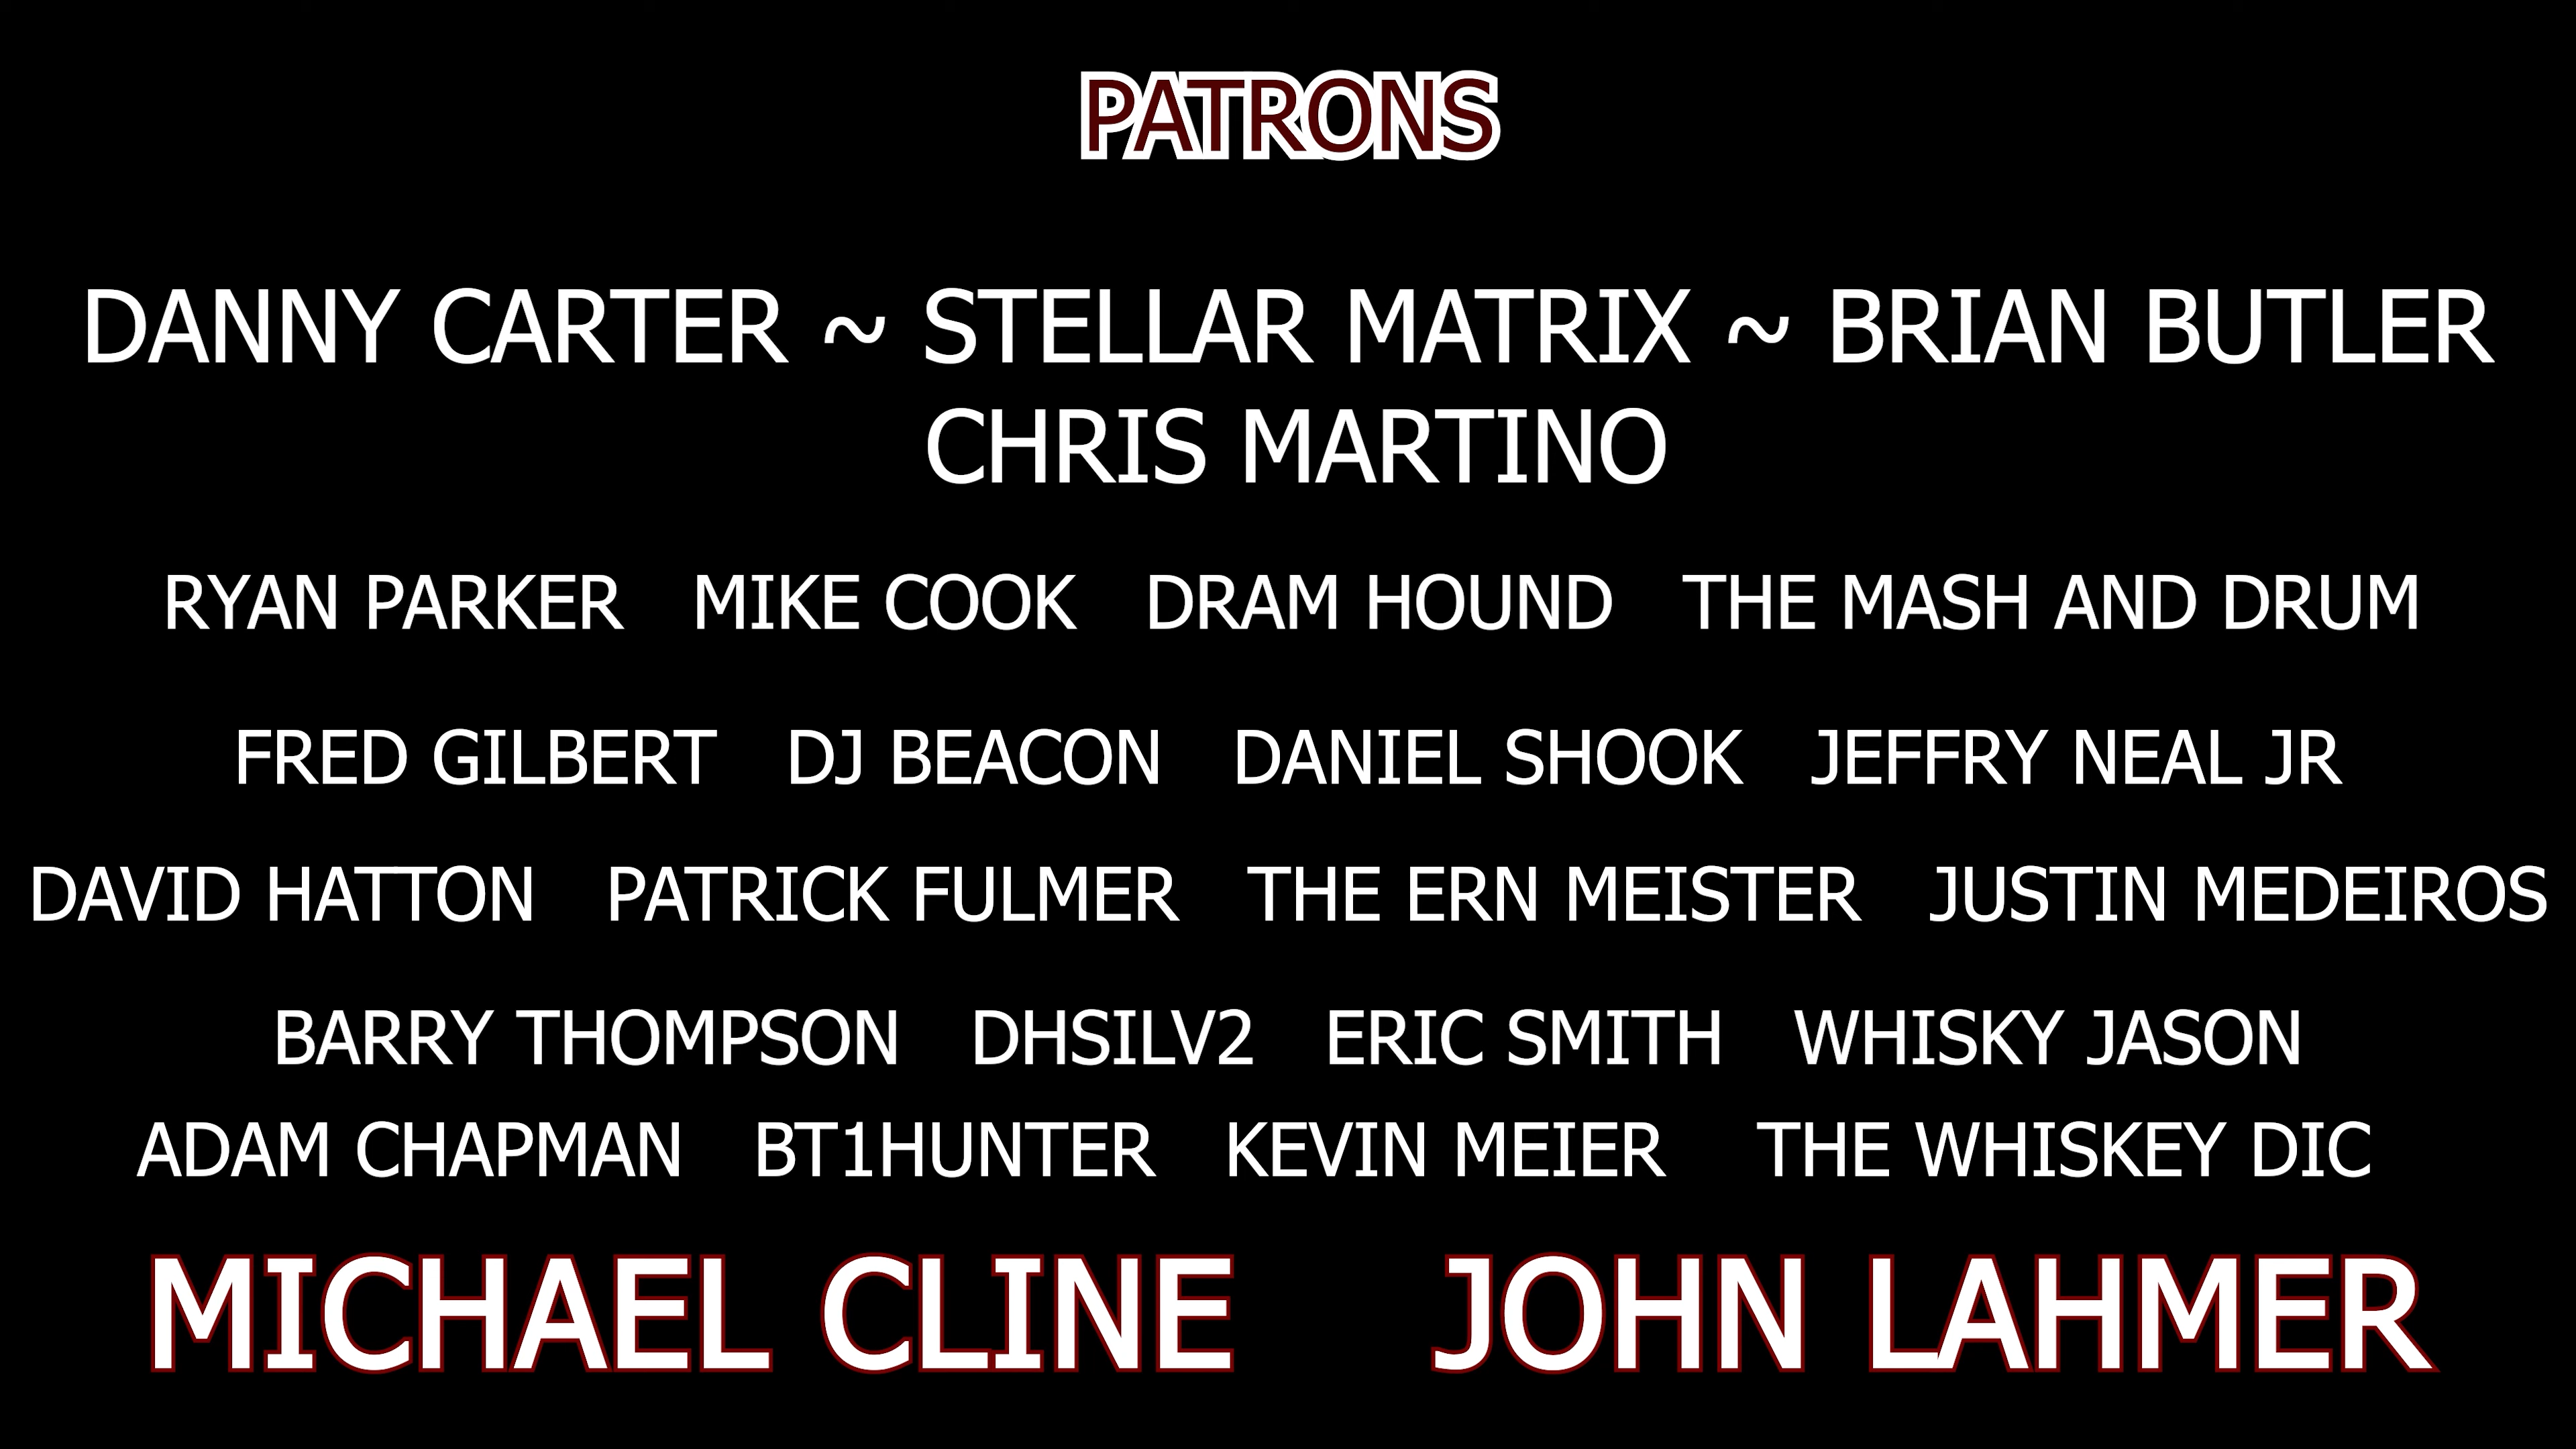 PATRONS
DANNY CARTER ~ STELLAR MATRIX ~ BRIAN BUTLER
CHRIS MARTINO
RYAN PARKER MIKE COOK DRAM HOUND THE MASH AND DRUM
FRED GILBERT DJ BEACON DANIEL SHOOK JEFFRY NEAL JR
DAVID HATTON PATRICK FULMER THE ERN MEISTER JUSTIN MEDEIROS
BARRY THOMPSON DHSILV2 ERIC SMITH WHISKY JASON
ADAM CHAPMAN BT1HUNTER KEVIN MEIER THE WHISKEY DIC
MICHAEL CLINE JOHN LAHMER